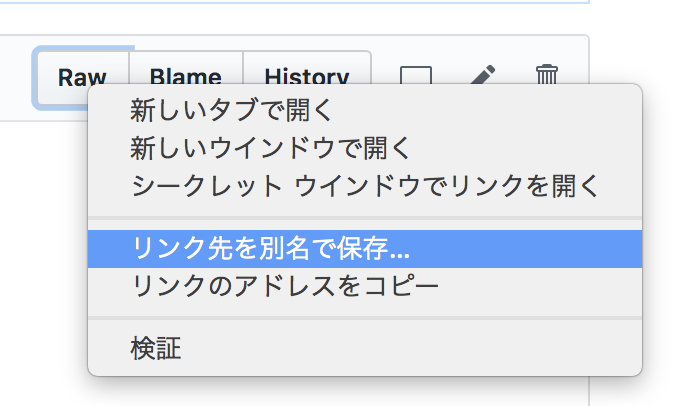 Raw Blame History
新しいタブで開く
新しいウインドウで開く
シークレット ウインドウでリンクを開く
リンク先を別名で保存...
リンクのアドレスをコピー
検証